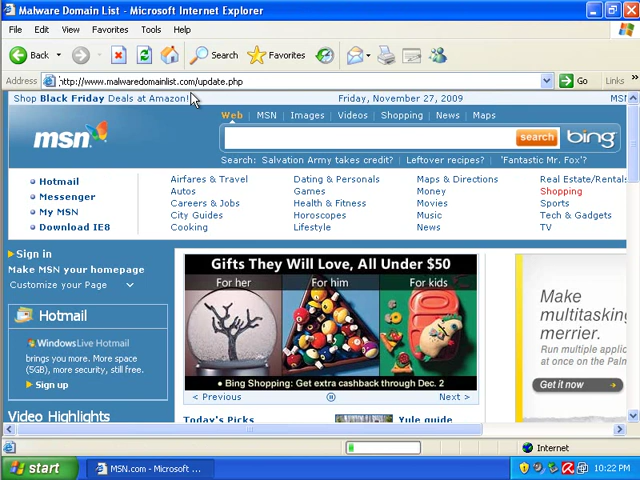 Malware Domain List - Microsoft Internet Explorer
File Edit View Favorites Tools Help
Back Search Favorites
Address http://www.malwaredomainlist.com/update.php Go Links »
Shop Black Friday Deals at Amazon! Friday, November 27, 2009 MSN
Web MSN Images Videos Shopping News Maps
msn search bing
Search: Salvation Army takes credit? Leftover recipes? 'Fantastic Mr. Fox'?
Hotmail
Messenger
My MSN
Download IE8
Airfares & Travel Dating & Personals Maps & Directions Real Estate/Rentals
Autos Games Money Shopping
Careers & Jobs Health & Fitness Movies Sports
City Guides Horoscopes Music Tech & Gadgets
Cooking Lifestyle News TV
Sign in
Make MSN your homepage
Customize your Page
Hotmail
Windows Live Hotmail
brings you more. More space
(5GB), more security, still free.
Sign up
Video Highlights
Gifts They Will Love, All Under $50
For her For him For kids
• Bing Shopping: Get extra cashback through Dec. 2
< Previous Next >
Today's Picks Yule guide
Make
multitasking
merrier.
Run multiple applicat
at once on the Palm
Get it now
Internet
start MSN.com - Microsoft ... 10:22 PM